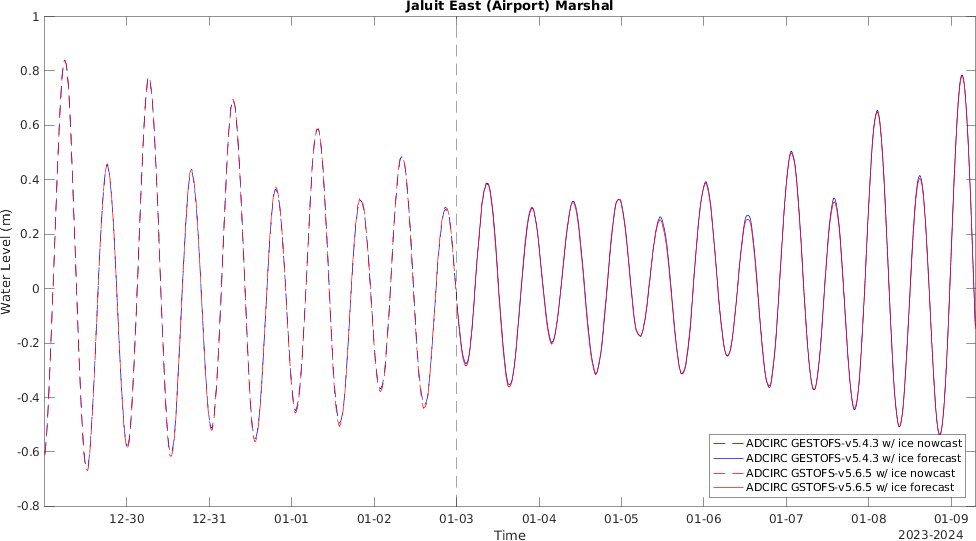 Jaluit East (Airport) Marshal
1
0.8
0.6
0.4
0.2
0
-0.2
-0.4
-0.6
-0.8
Water Level (m)
ADCIRC GESTOFS-v5.4.3 w/ ice nowcast
ADCIRC GESTOFS-v5.4.3 w/ ice forecast
ADCIRC GSTOFS-v5.6.5 w/ ice nowcast
ADCIRC GSTOFS-v5.6.5 w/ ice forecast
12-30 12-31 01-01 01-02 01-03 01-04 01-05 01-06 01-07 01-08 01-09
Time
2023-2024